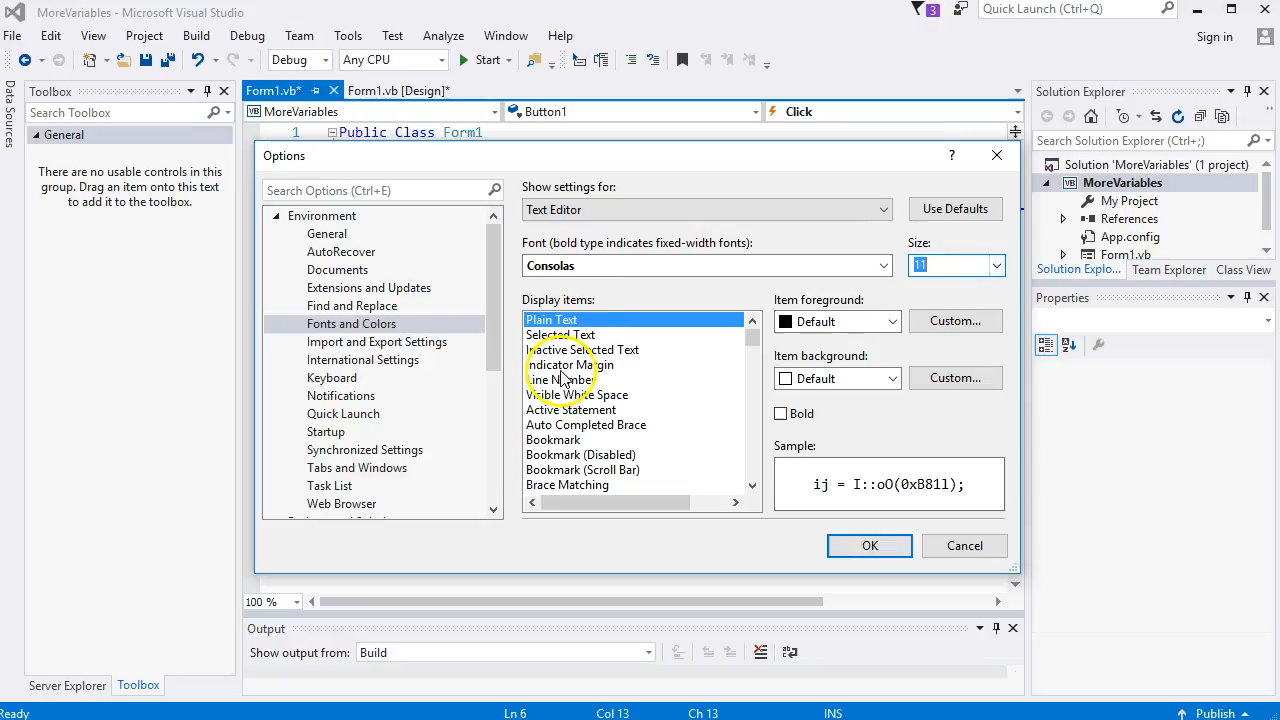 MoreVariables - Microsoft Visual Studio
3
Quick Launch (Ctrl+Q)
File Edit View Project Build Debug Team Tools Test Analyze Window Help
Sign in
Debug Any CPU Start
Data Sources
Toolbox
Search Toolbox
General
There are no usable controls in this
group. Drag an item onto this text
to add it to the toolbox.
Server Explorer Toolbox
Form1.vb* Form1.vb [Design]*
MoreVariables Button1 Click
1 Public Class Form1
Options ?
Search Options (Ctrl+E)
Environment
General
AutoRecover
Documents
Extensions and Updates
Find and Replace
Fonts and Colors
Import and Export Settings
International Settings
Keyboard
Notifications
Quick Launch
Startup
Synchronized Settings
Tabs and Windows
Task List
Web Browser
Show settings for:
Text Editor Use Defaults
Font (bold type indicates fixed-width fonts): Size:
Consolas 11
Display items:
Plain Text
Selected Text
Inactive Selected Text
Indicator Margin
Line Number
Visible White Space
Active Statement
Auto Completed Brace
Bookmark
Bookmark (Disabled)
Bookmark (Scroll Bar)
Brace Matching
Item foreground:
Default Custom...
Item background:
Default Custom...
Bold
Sample:
ij = I::oO(0xB81l);
OK Cancel
100 %
Output
Show output from: Build
Solution Explorer
Search Solution Explorer (Ctrl+;)
Solution 'MoreVariables' (1 project)
MoreVariables
My Project
References
App.config
Form1.vb
Solution Explo... Team Explorer Class View
Properties
Ready Ln 6 Col 13 Ch 13 INS Publish